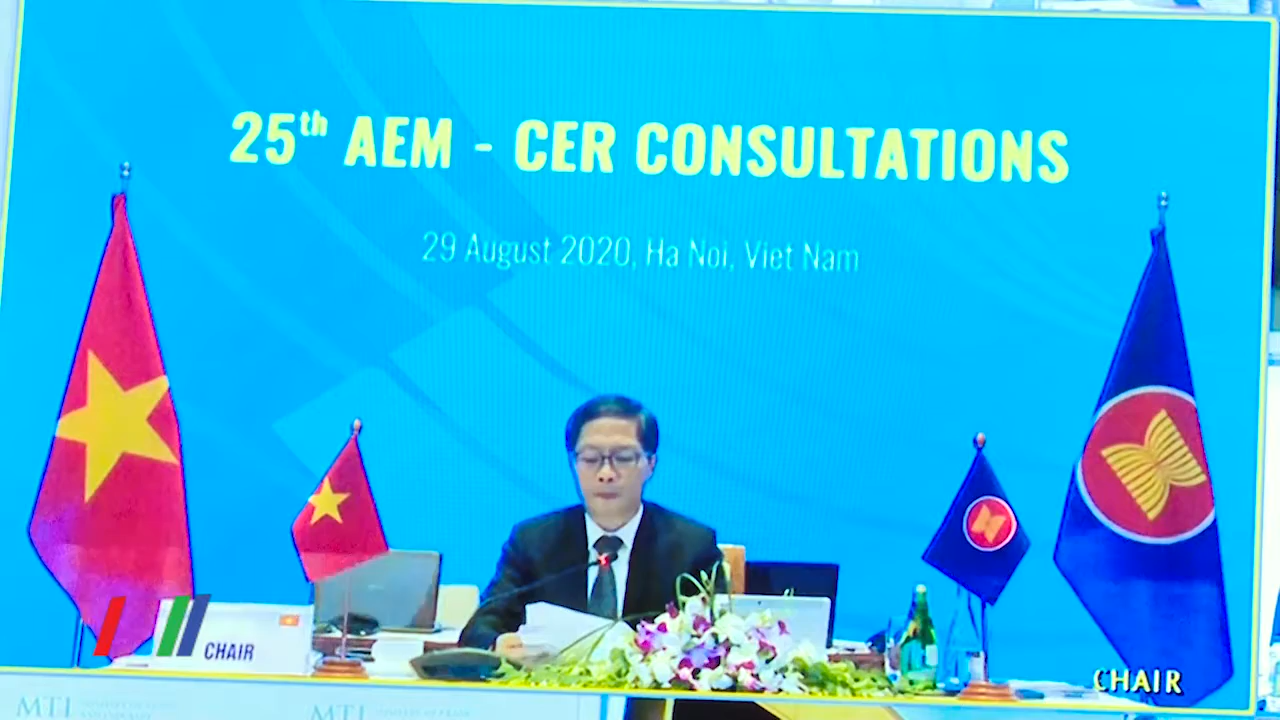 25th AEM - CER CONSULTATIONS
29 August 2020, Ha Noi, Viet Nam
CHAIR
CHAIR
MTI
MTI